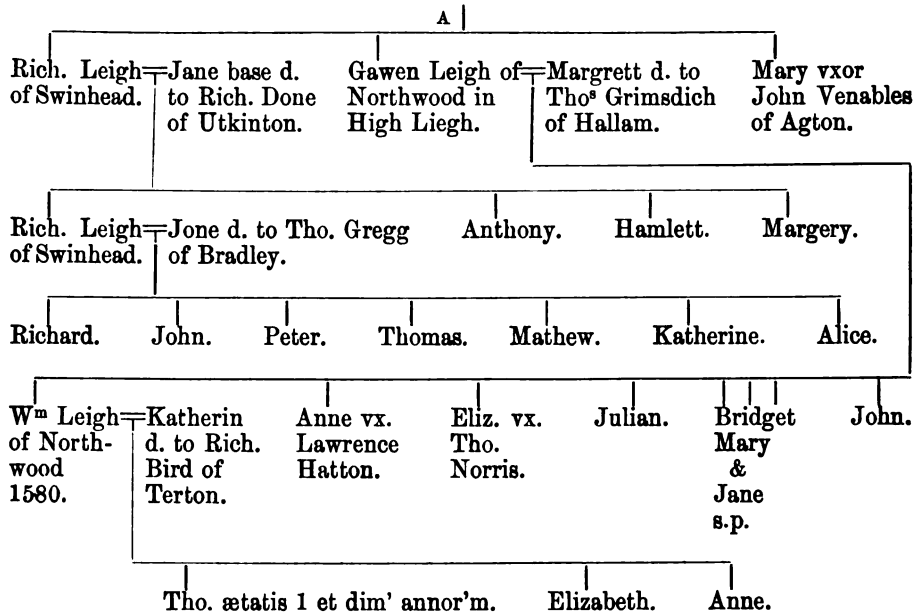 A
Rich. Leigh=Jane base d. Gawen Leigh of=Margrett d. to Mary vxor
of Swinhead. to Rich. Done Northwood in Thoˢ Grimsdich John Venables
of Utkinton. High Liegh. of Hallam. of Agton.
Rich. Leigh=Jone d. to Tho. Gregg Anthony. Hamlett. Margery.
of Swinhead. of Bradley.
Richard. John. Peter. Thomas. Mathew. Katherine. Alice.
Wᵐ Leigh=Katherin Anne vx. Eliz. vx. Julian. Bridget John.
of North- d. to Rich. Lawrence Tho. Mary
wood Bird of Hatton. Norris. &
1580. Terton. Jane
s.p.
Tho. ætatis 1 et dim' annor'm. Elizabeth. Anne.